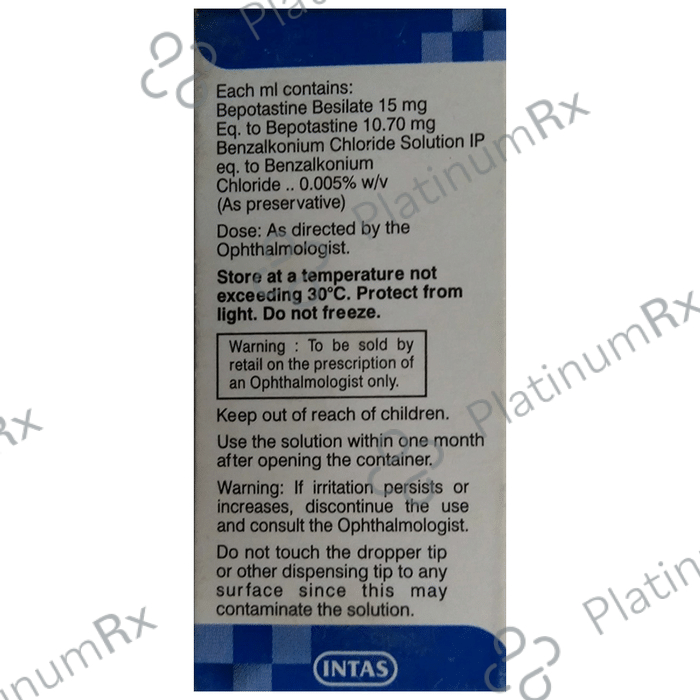 PlatinumRx
Each ml contains:
Bepotastine Besilate 15 mg
Eq. to Bepotastine 10.70 mg
Benzalkonium Chloride Solution IP
eq. to Benzalkonium
Chloride .. 0.005% w/v
(As preservative)
Dose: As directed by the
Ophthalmologist.
Store at a temperature not
exceeding 30°C. Protect from
light. Do not freeze.
Warning : To be sold by
retail on the prescription of
an Ophthalmologist only.
Keep out of reach of children.
Use the solution within one month
after opening the container.
Warning: If irritation persists or
increases, discontinue the use
and consult the Ophthalmologist.
Do not touch the dropper tip
or other dispensing tip to any
surface since this may
contaminate the solution.
INTAS
PlatinumRx
PlatinumRx
Rx
inumRx
Platin